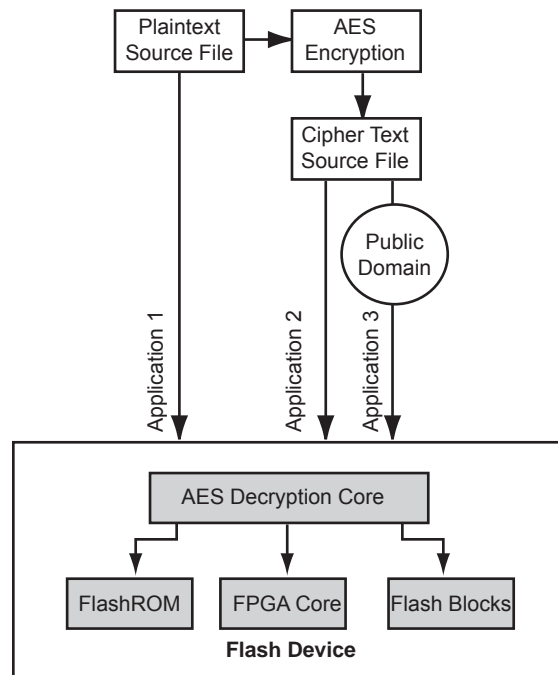 Plaintext
Source File
AES
Encryption
Cipher Text
Source File
Public
Domain
Application 1
Application 2
Application 3
AES Decryption Core
FlashROM
FPGA Core
Flash Blocks
Flash Device